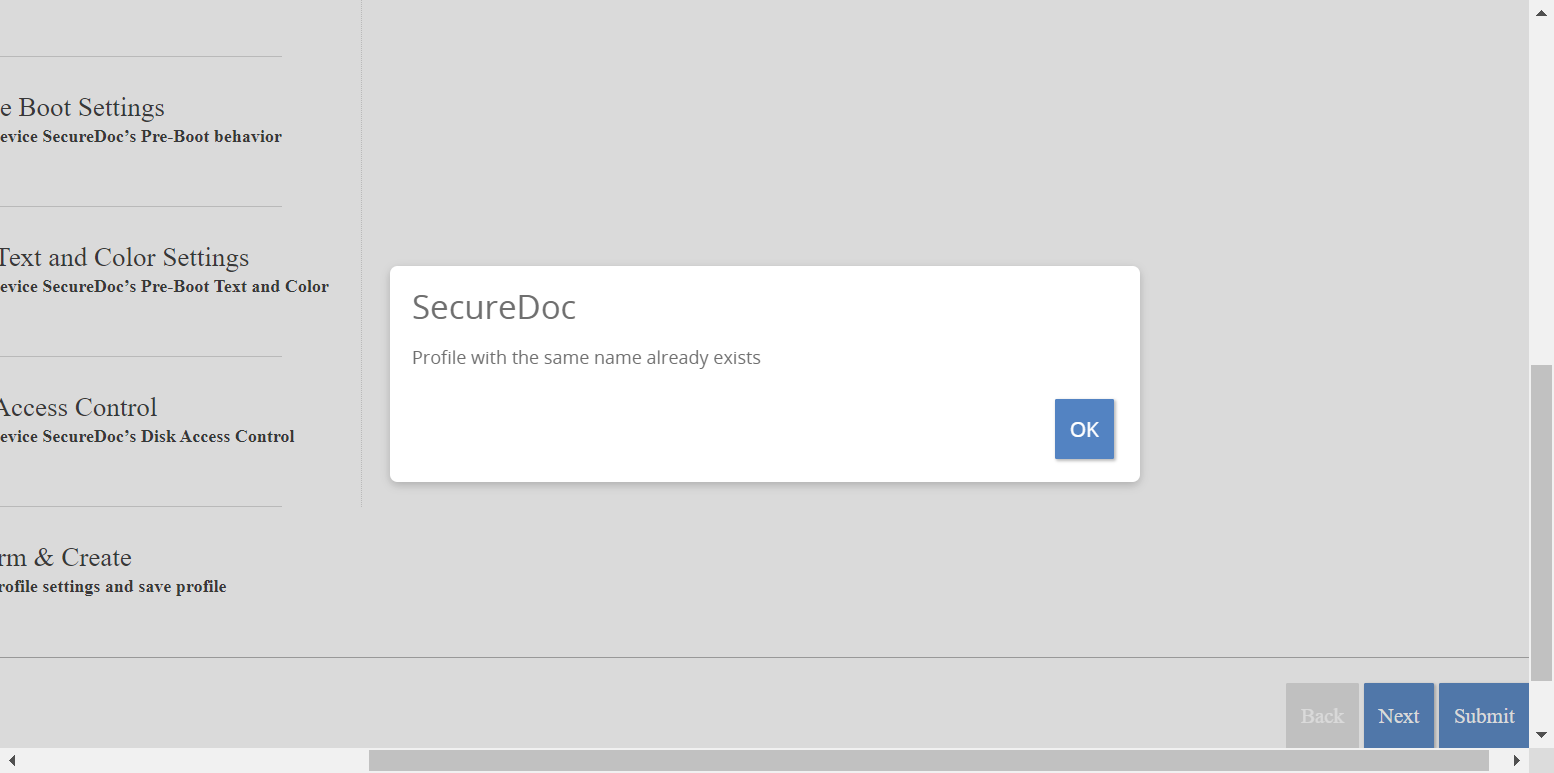 e Boot Settings
evice SecureDoc’s Pre-Boot behavior
Text and Color Settings
evice SecureDoc’s Pre-Boot Text and Color
SecureDoc
Profile with the same name already exists
OK
Access Control
evice SecureDoc’s Disk Access Control
rm & Create
rofile settings and save profile
Back Next Submit